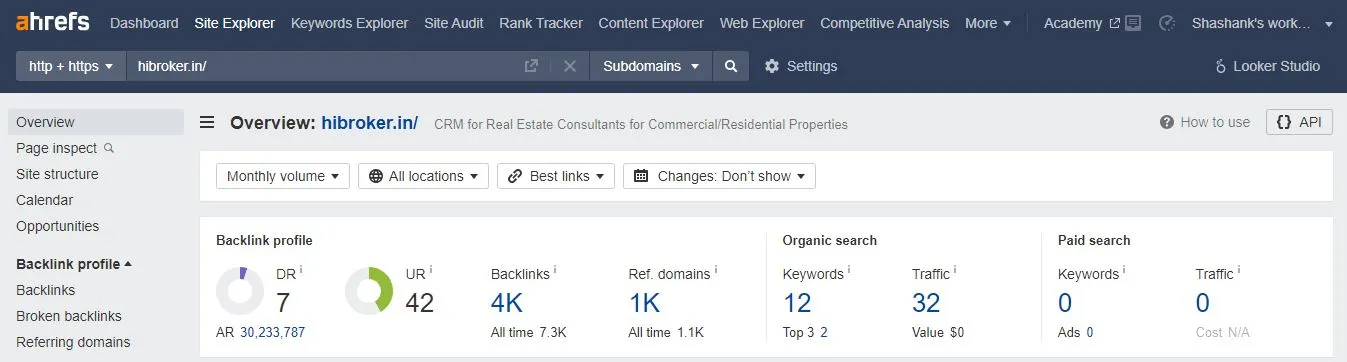 ahrefs Dashboard Site Explorer Keywords Explorer Site Audit Rank Tracker Content Explorer Web Explorer Competitive Analysis More Academy Shashank's work...
http + https hibroker.in/ Subdomains Settings Looker Studio
Overview
Page inspect
Site structure
Calendar
Opportunities
Backlink profile
Backlinks
Broken backlinks
Referring domains
Overview: hibroker.in/ CRM for Real Estate Consultants for Commercial/Residential Properties How to use {} API
Monthly volume All locations Best links Changes: Don't show
Backlink profile
DR i
7
AR 30,233,787
UR i
42
Backlinks i
4K
All time 7.3K
Ref. domains i
1K
All time 1.1K
Organic search
Keywords i
12
Top 3 2
Traffic i
32
Value $0
Paid search
Keywords i
0
Ads 0
Traffic i
0
Cost N/A